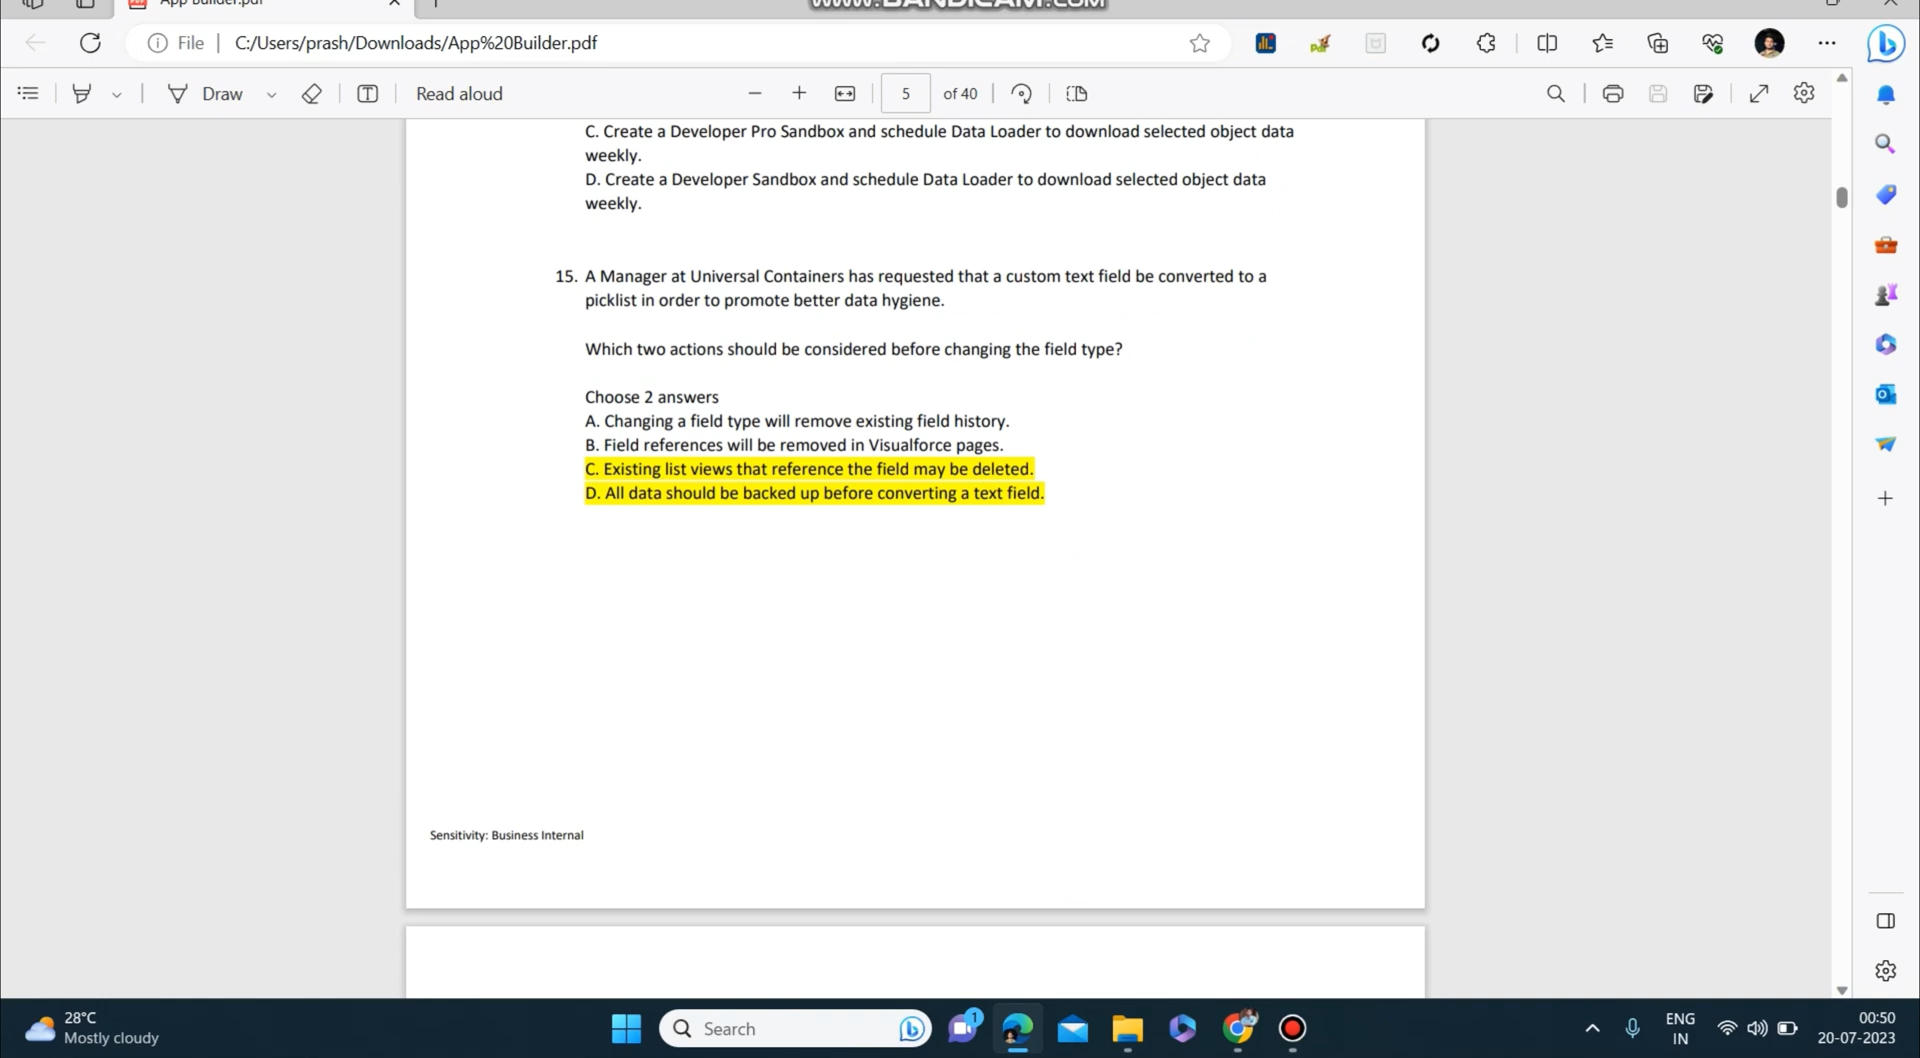 App Builder.pdf
www.BANDICAM.COM
File
C:/Users/prash/Downloads/App%20Builder.pdf
Draw
Read aloud
5
of 40
C. Create a Developer Pro Sandbox and schedule Data Loader to download selected object data
weekly.
D. Create a Developer Sandbox and schedule Data Loader to download selected object data
weekly.
15. A Manager at Universal Containers has requested that a custom text field be converted to a
picklist in order to promote better data hygiene.
Which two actions should be considered before changing the field type?
Choose 2 answers
A. Changing a field type will remove existing field history.
B. Field references will be removed in Visualforce pages.
C. Existing list views that reference the field may be deleted.
D. All data should be backed up before converting a text field.
Sensitivity: Business Internal
28°C
Mostly cloudy
Search
1
ENG
IN
00:50
20-07-2023